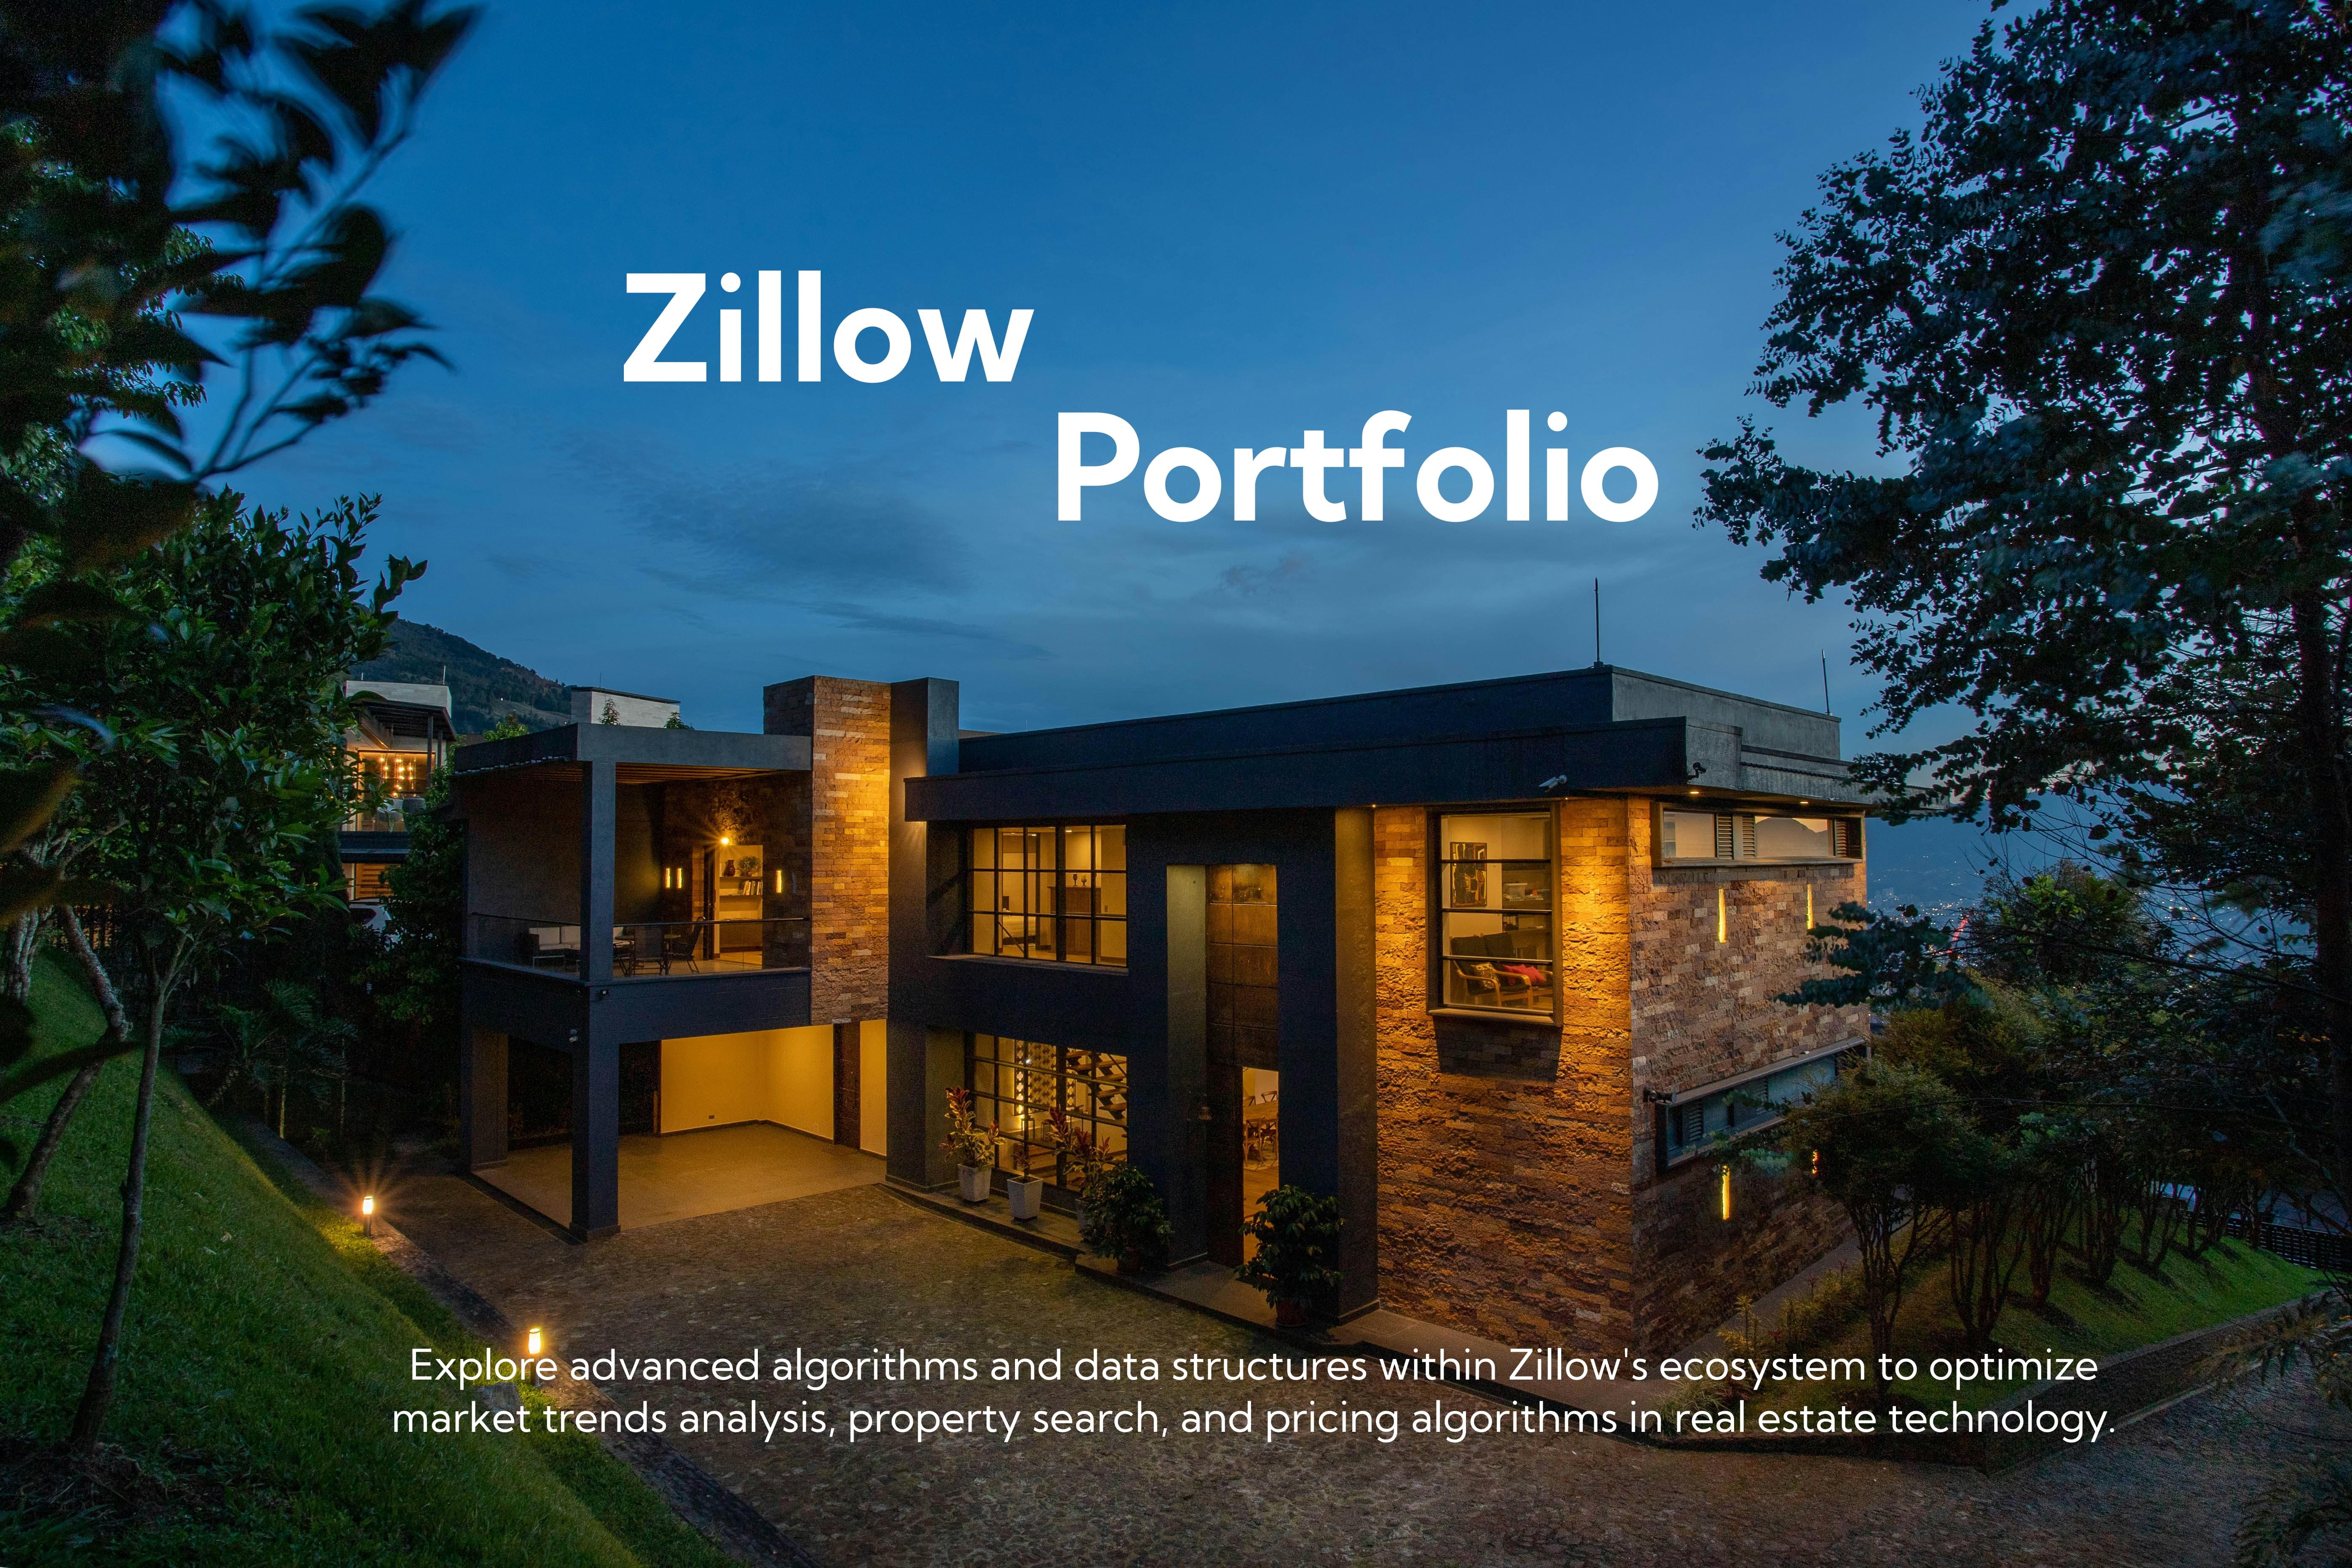 Zillow
Portfolio
Explore advanced algorithms and data structures within Zillow's ecosystem to optimize
market trends analysis, property search, and pricing algorithms in real estate technology.